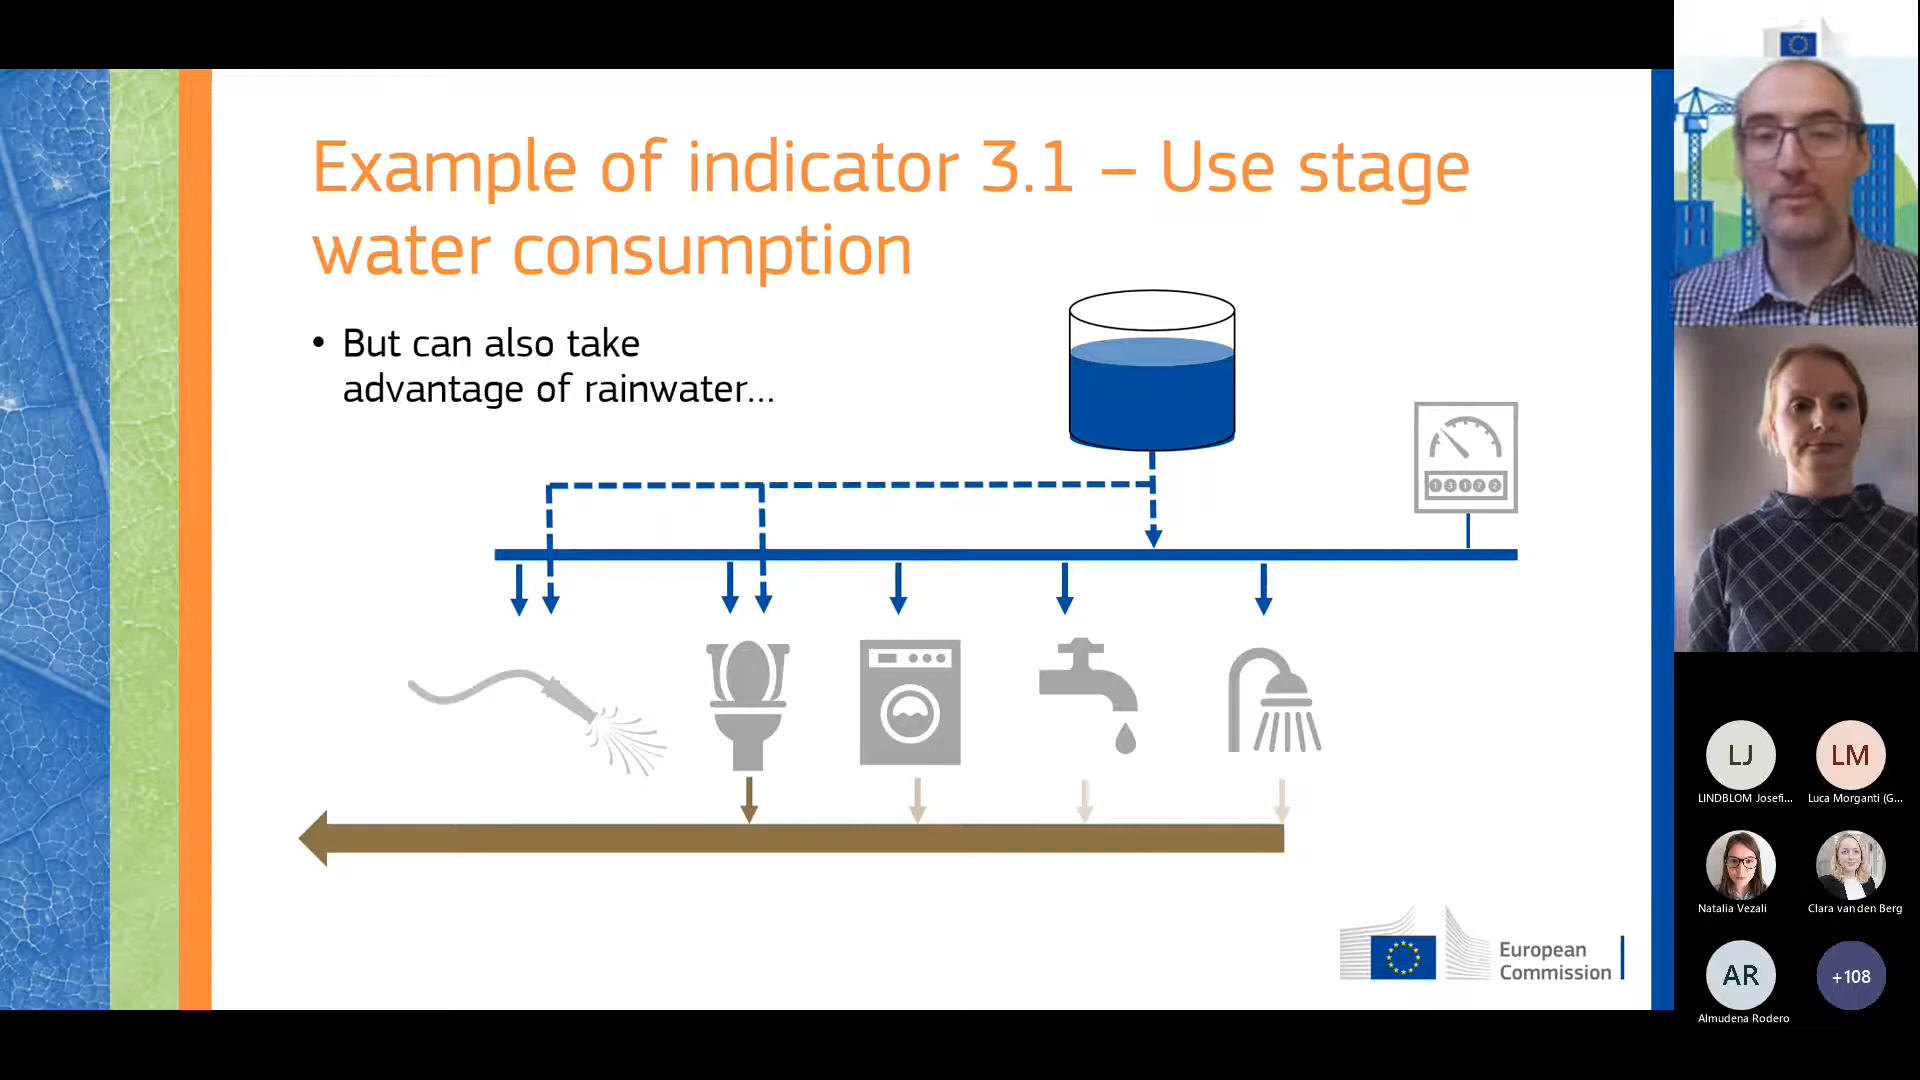 Example of indicator 3.1 – Use stage
water consumption
• But can also take
advantage of rainwater...
13172
European
Commission
LJ
LM
LINDBLOM Josefi...
Luca Morganti (G...
Natalia Vezali
Clara van den Berg
AR
+108
Almudena Rodero